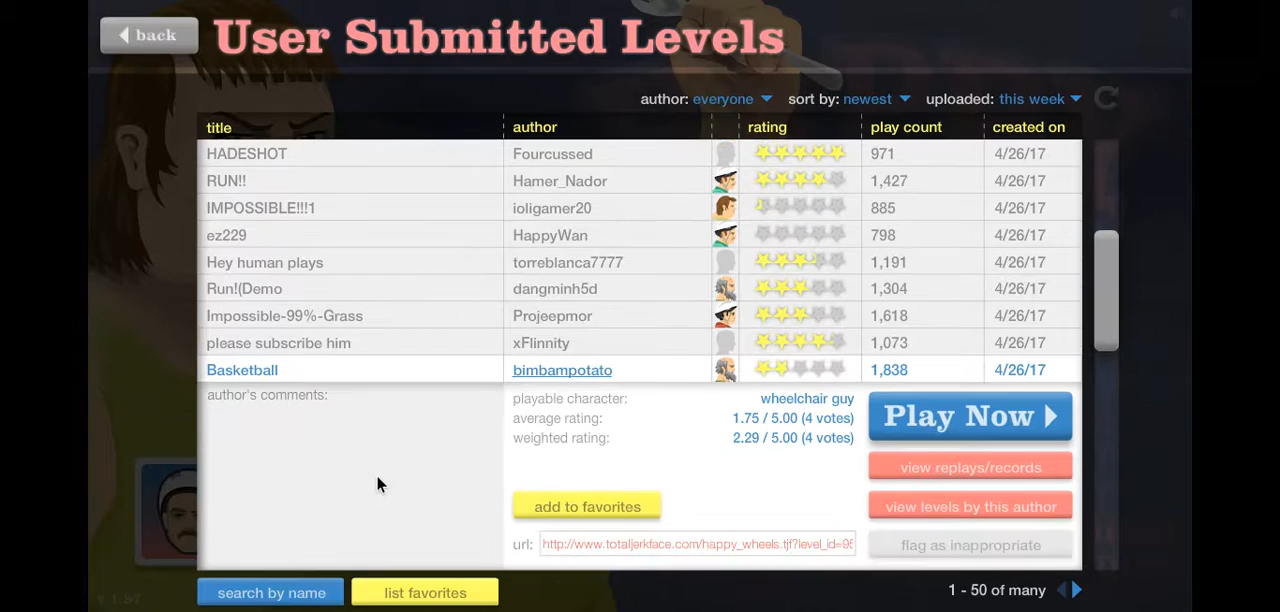 back
User Submitted Levels
author: everyone sort by: newest uploaded: this week
title author rating play count created on
HADESHOT Fourcussed 971 4/26/17
RUN!! Hamer_Nador 1,427 4/26/17
IMPOSSIBLE!!!1 ioligamer20 885 4/26/17
ez229 HappyWan 798 4/26/17
Hey human plays torreblanca7777 1,191 4/26/17
Run!(Demo dangminh5d 1,304 4/26/17
Impossible-99%-Grass Projeepmor 1,618 4/26/17
please subscribe him xFlinnity 1,073 4/26/17
Basketball bimbampotato 1,838 4/26/17
author's comments:
playable character: wheelchair guy
average rating: 1.75 / 5.00 (4 votes)
weighted rating: 2.29 / 5.00 (4 votes)
Play Now
view replays/records
add to favorites
view levels by this author
url: http://www.totaljerkface.com/happy_wheels.tjf?level_id=98
flag as inappropriate
search by name list favorites 1 - 50 of many